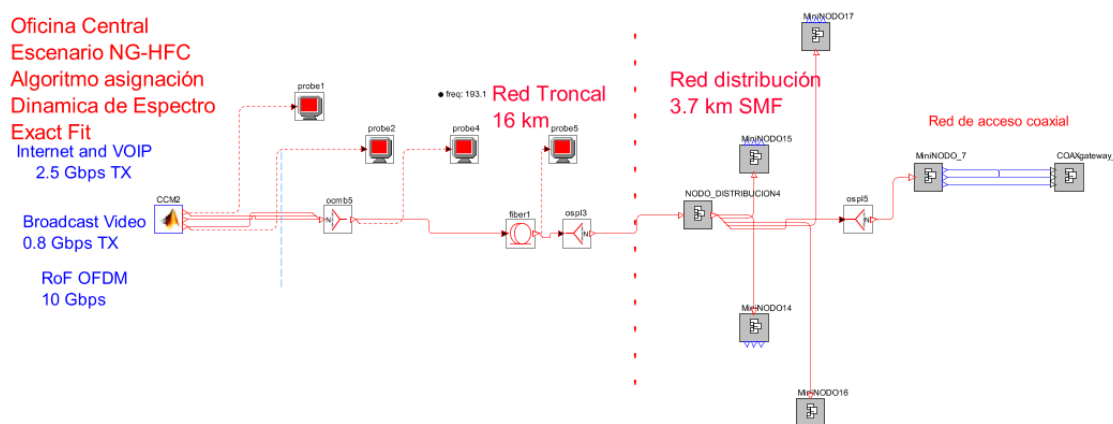 Oficina Central
Escenario NG-HFC
Algoritmo asignación
Dinamica de Espectro
Exact Fit
Internet and VOIP
2.5 Gbps TX
Broadcast Video
0.8 Gbps TX
RoF OFDM
10 Gbps
CCM2
probe1
probe2
probe4
probe5
freq: 193.1
Red Troncal
16 km
oomb5
N
fiber1
ospl3
N
Red distribución
3.7 km SMF
MiniNODO17
MiniNODO15
NODO_DISTRIBUCION4
MiniNODO14
MiniNODO16
ospl5
N
Red de acceso coaxial
MiniNODO_7
COAXgateway_